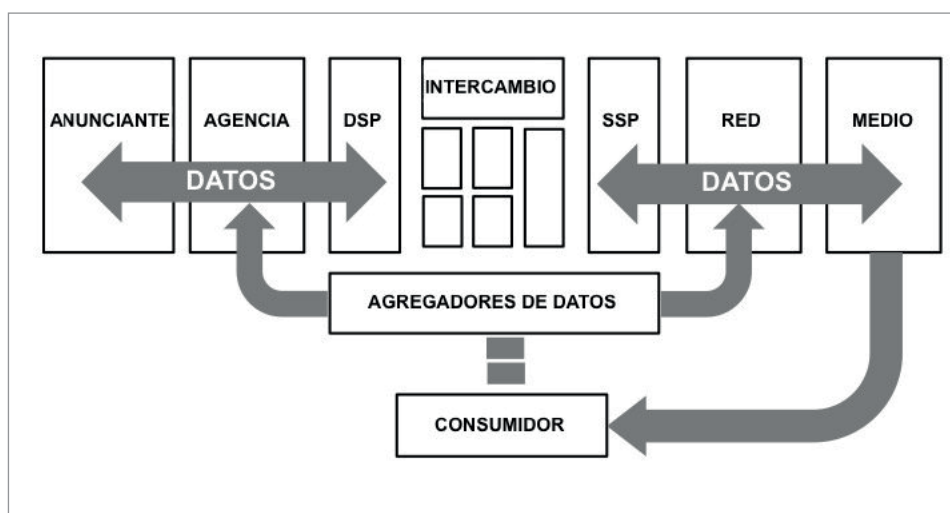 INTERCAMBIO
ANUNCIANTE
AGENCIA
DSP
SSP
RED
MEDIO
DATOS
DATOS
AGREGADORES DE DATOS
CONSUMIDOR